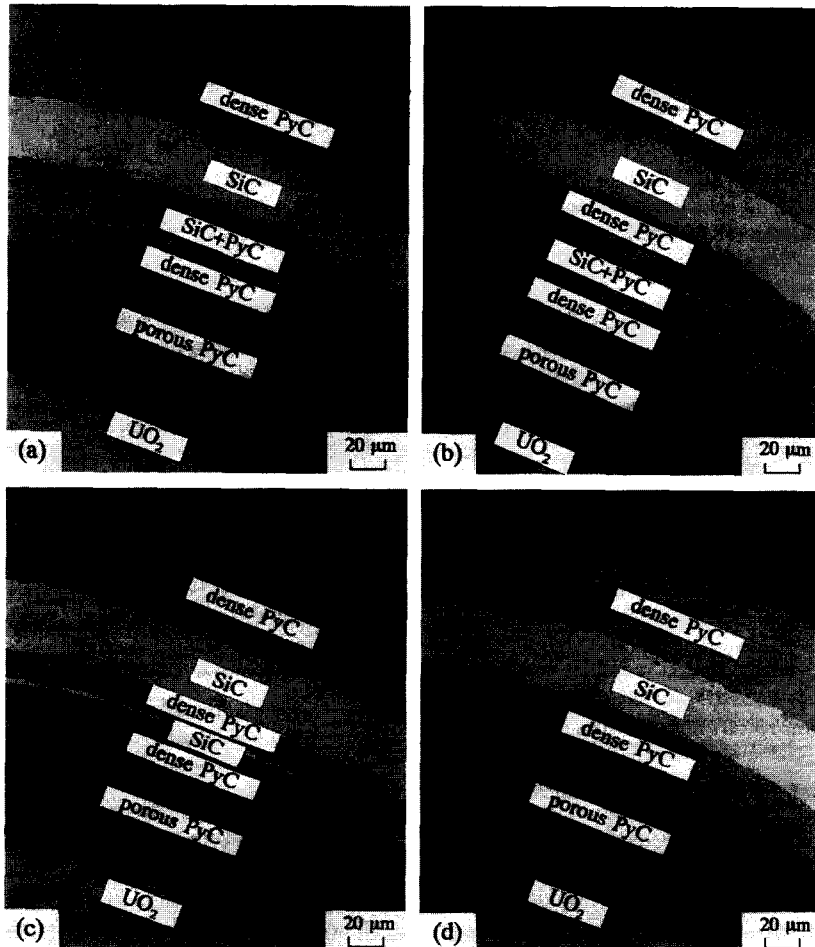 dense PyC
SiC
SiC+PyC
dense PyC
porous PyC
UO₂
(a)
20 μm
dense PyC
SiC
dense PyC
SiC+PyC
dense PyC
porous PyC
UO₂
(b)
20 μm
dense PyC
SiC
dense PyC
SiC
dense PyC
porous PyC
UO₂
(c)
20 μm
dense PyC
SiC
dense PyC
porous PyC
UO₂
(d)
20 μm